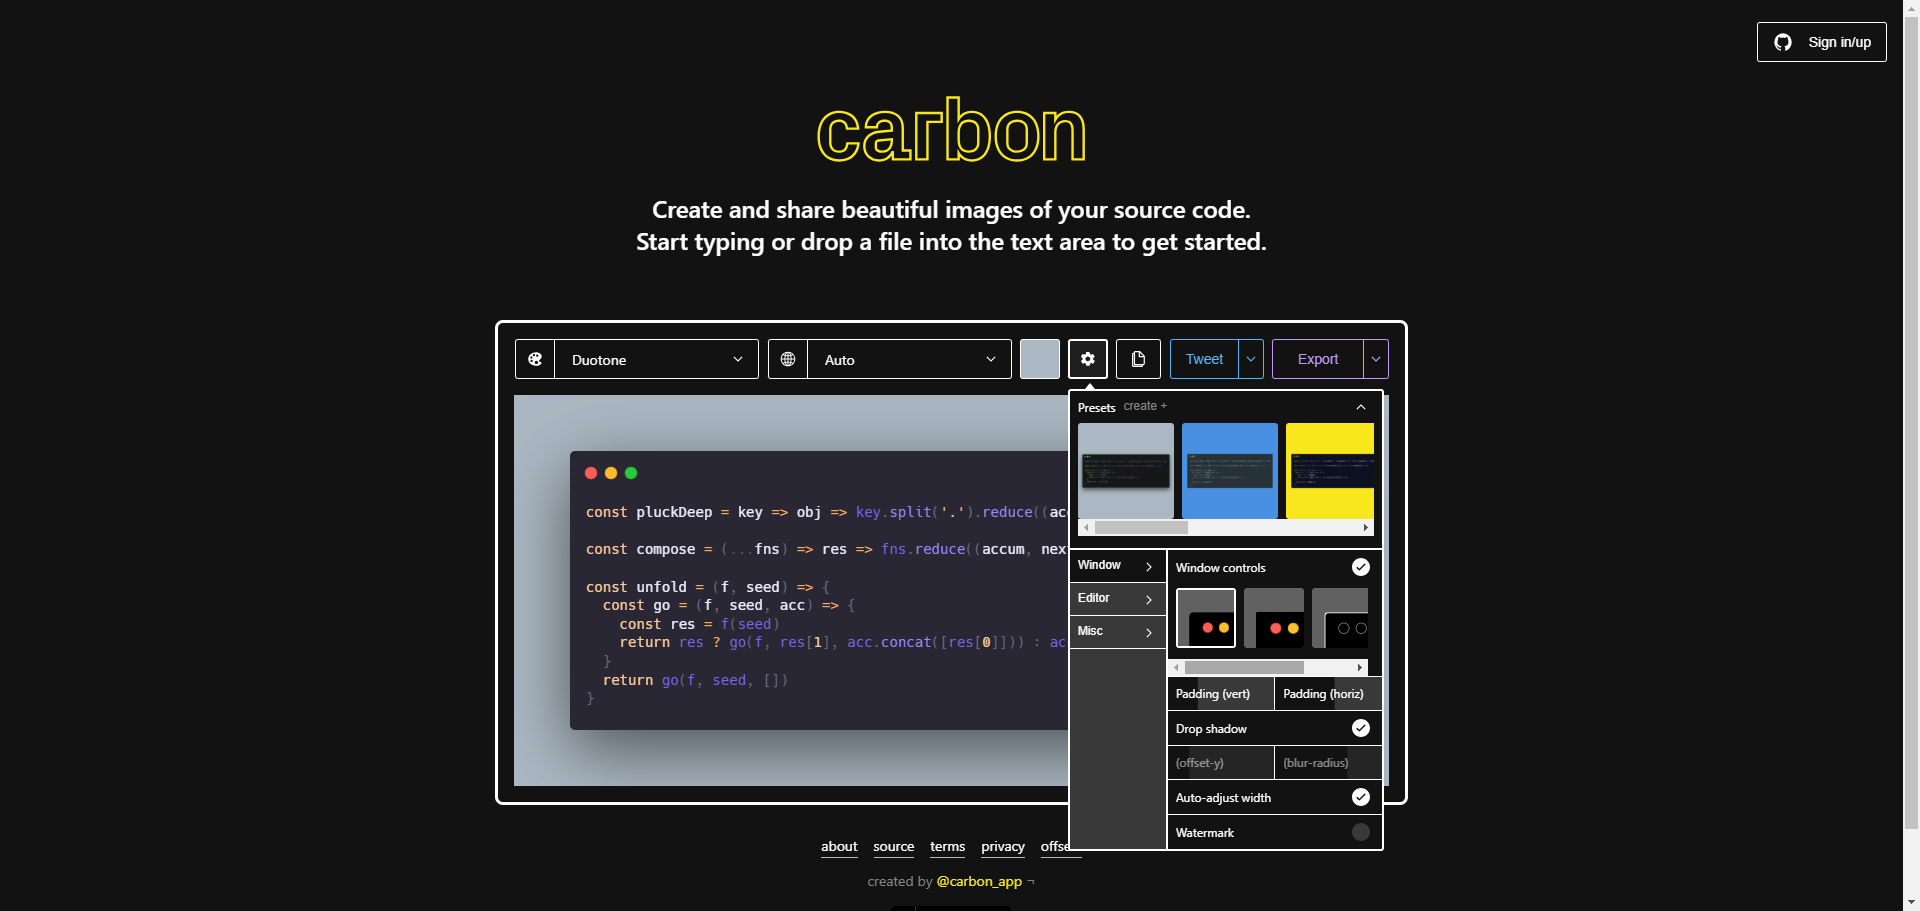 Sign in/up
carbon
Create and share beautiful images of your source code.
Start typing or drop a file into the text area to get started.
Duotone
Auto
Tweet
Export
Presets create +
const pluckDeep = key => obj => key.split('.').reduce((acc
const compose = (...fns) => res => fns.reduce((accum, next
const unfold = (f, seed) => {
const go = (f, seed, acc) => {
const res = f(seed)
return res ? go(f, res[1], acc.concat([res[0]])) : ac
}
return go(f, seed, [])
}
Window
Editor
Misc
Window controls
Padding (vert)
Padding (horiz)
Drop shadow
(offset-y)
(blur-radius)
Auto-adjust width
Watermark
about source terms privacy offse
created by @carbon_app ¬